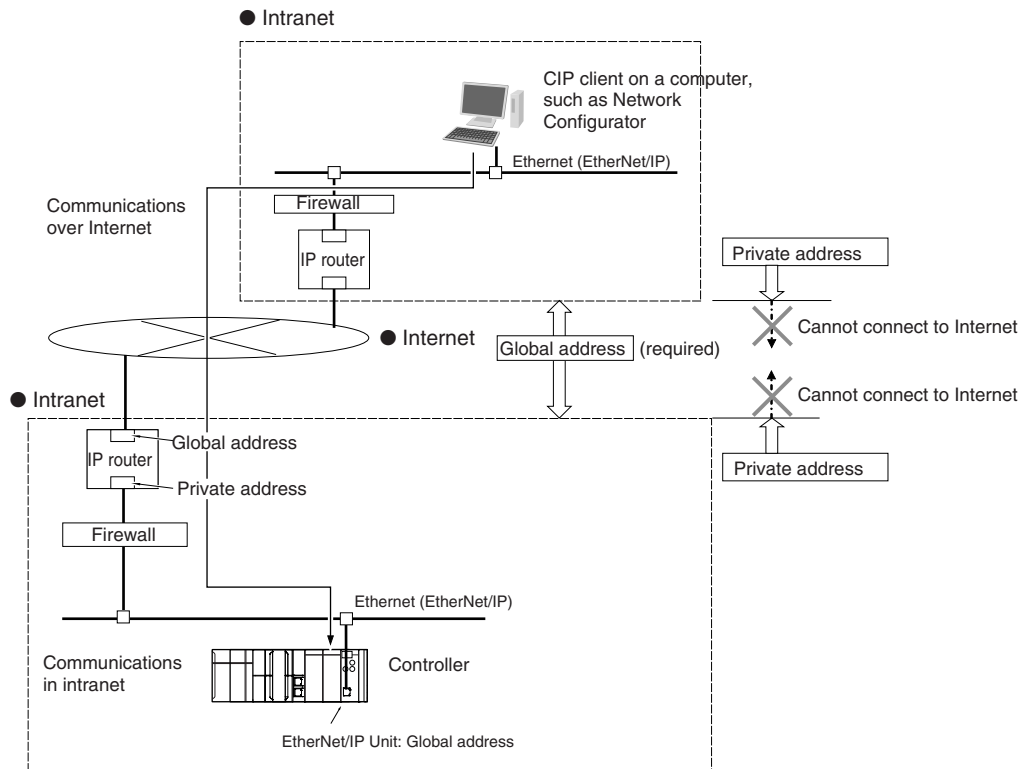 ● Intranet
CIP client on a computer,
such as Network
Configurator
Ethernet (EtherNet/IP)
Communications
over Internet
Firewall
IP router
Private address
Cannot connect to Internet
● Internet
Global address (required)
Cannot connect to Internet
● Intranet
Global address
IP router
Private address
Private address
Firewall
Ethernet (EtherNet/IP)
Communications
in intranet
Controller
EtherNet/IP Unit: Global address